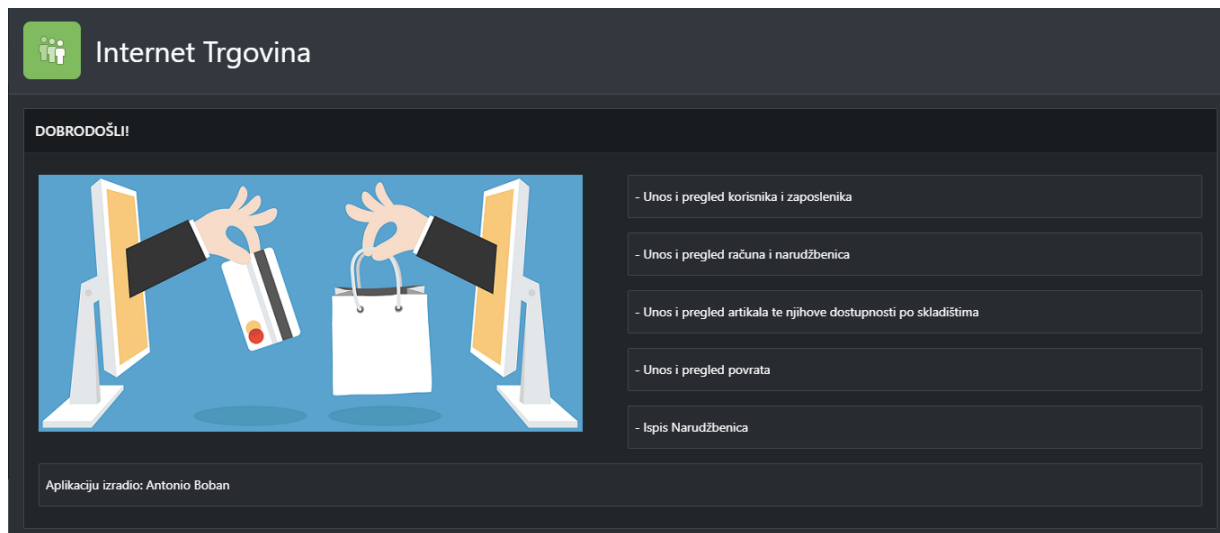 Internet Trgovina
DOBRODOŠLI!
- Unos i pregled korisnika i zaposlenika
- Unos i pregled računa i narudžbenica
- Unos i pregled artikala te njihove dostupnosti po skladištima
- Unos i pregled povrata
- Ispis Narudžbenica
Aplikaciju izradio: Antonio Boban